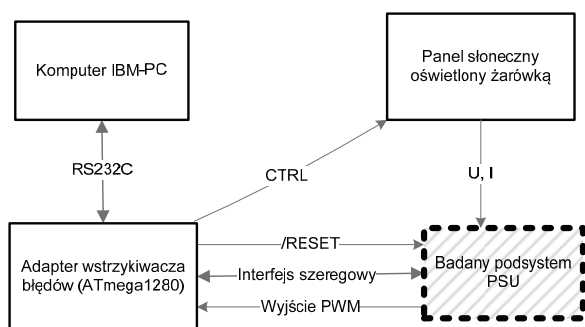 Komputer IBM-PC
Panel słoneczny
oświetlony żarówką
RS232C
CTRL
U, I
Adapter wstrzykiwacza
błędów (ATmega1280)
/RESET
Interfejs szeregowy
Wyjście PWM
Badany podsystem
PSU